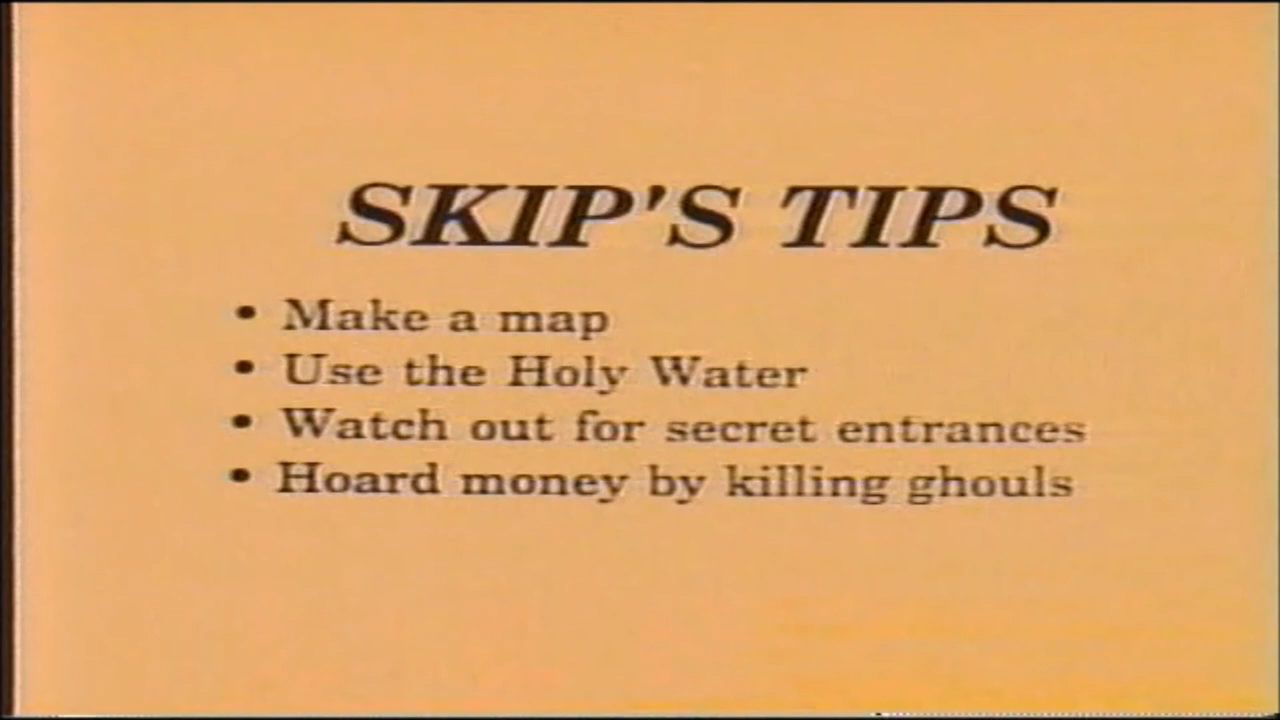 SKIP'S TIPS
• Make a map
• Use the Holy Water
• Watch out for secret entrances
• Hoard money by killing ghouls